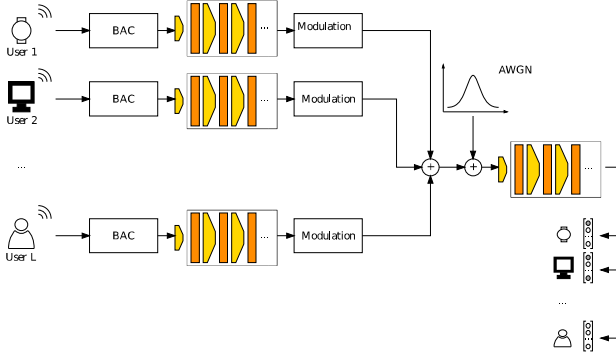 BAC
...
Modulation
User 1
AWGN
BAC
...
Modulation
User 2
+
+
...
...
BAC
...
Modulation
User L
...